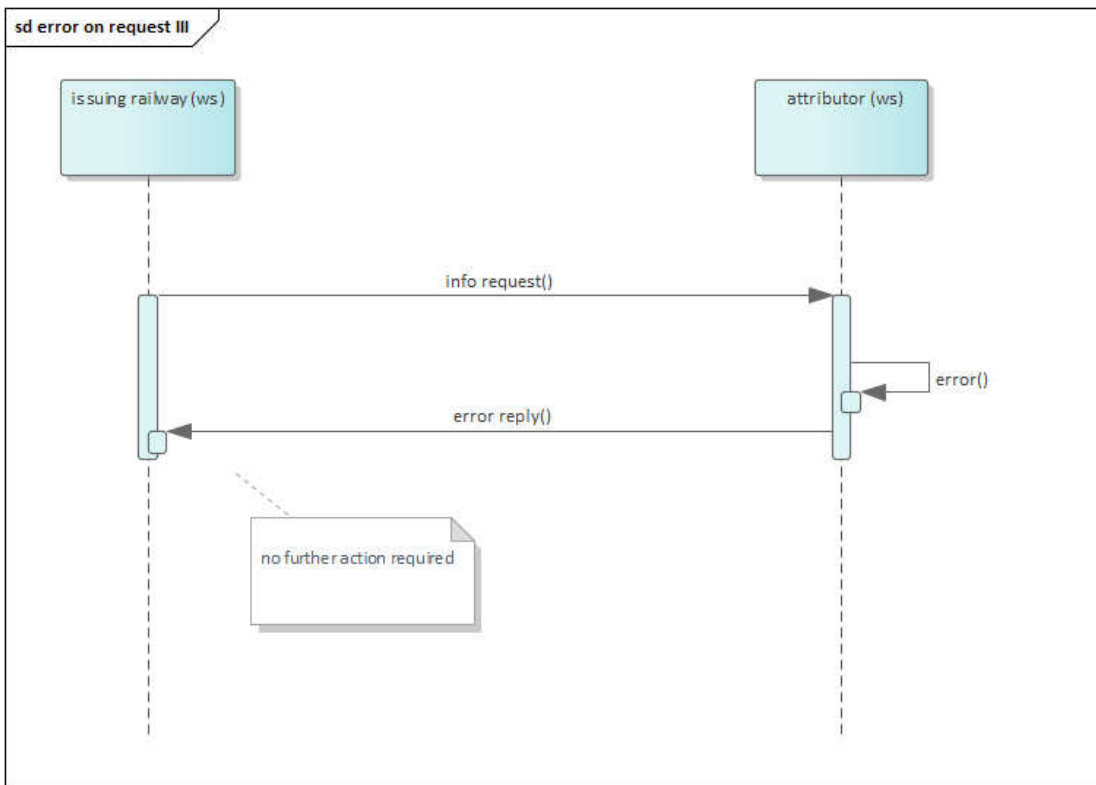 sd error on request III
issuing railway (ws)
attributor (ws)
info request()
error()
error reply()
no further action required